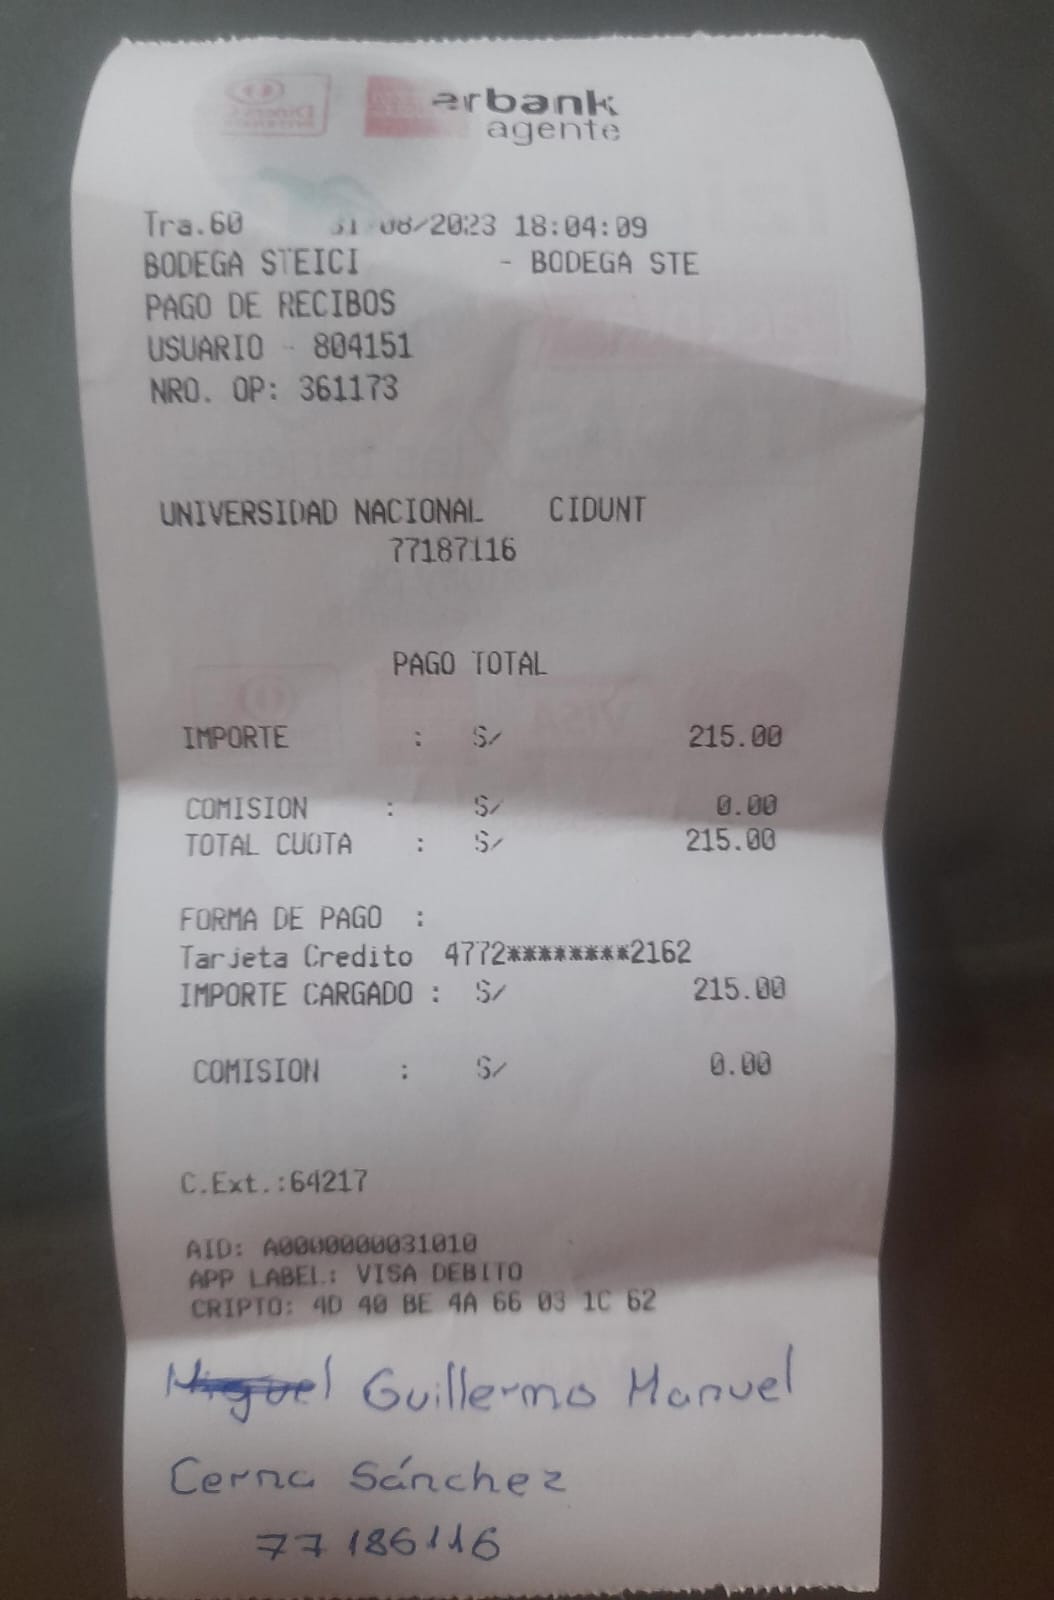 erbank
agente
Tra.60 31/08/2023 18:04:09
BODEGA STEICI - BODEGA STE
PAGO DE RECIBOS
USUARIO - 804151
NRO. OP: 361173
UNIVERSIDAD NACIONAL CIDUNT
77187116
PAGO TOTAL
IMPORTE : S/ 215.00
COMISION : S/ 0.00
TOTAL CUOTA : S/ 215.00
FORMA DE PAGO :
Tarjeta Credito 4772********2162
IMPORTE CARGADO : S/ 215.00
COMISION : S/ 0.00
C.Ext.:64217
AID: A0000000031010
APP LABEL: VISA DEBITO
CRIPTO: 4D 40 BE 4A 66 03 1C 62
Miguel Guillermo Manuel
Cerna Sánchez
77186116